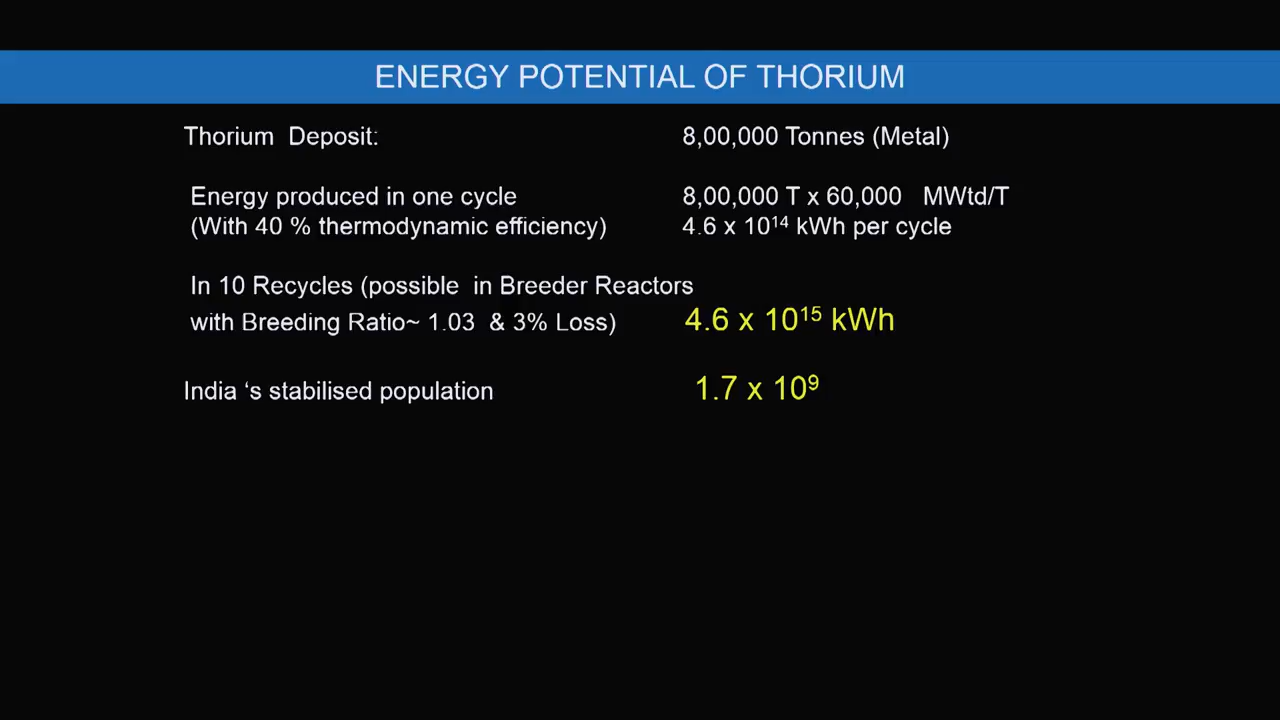 ENERGY POTENTIAL OF THORIUM
Thorium Deposit: 8,00,000 Tonnes (Metal)
Energy produced in one cycle 8,00,000 T x 60,000 MWtd/T
(With 40 % thermodynamic efficiency) 4.6 x 10¹⁴ kWh per cycle
In 10 Recycles (possible in Breeder Reactors
with Breeding Ratio~ 1.03 & 3% Loss) 4.6 x 10¹⁵ kWh
India ‘s stabilised population 1.7 x 10⁹